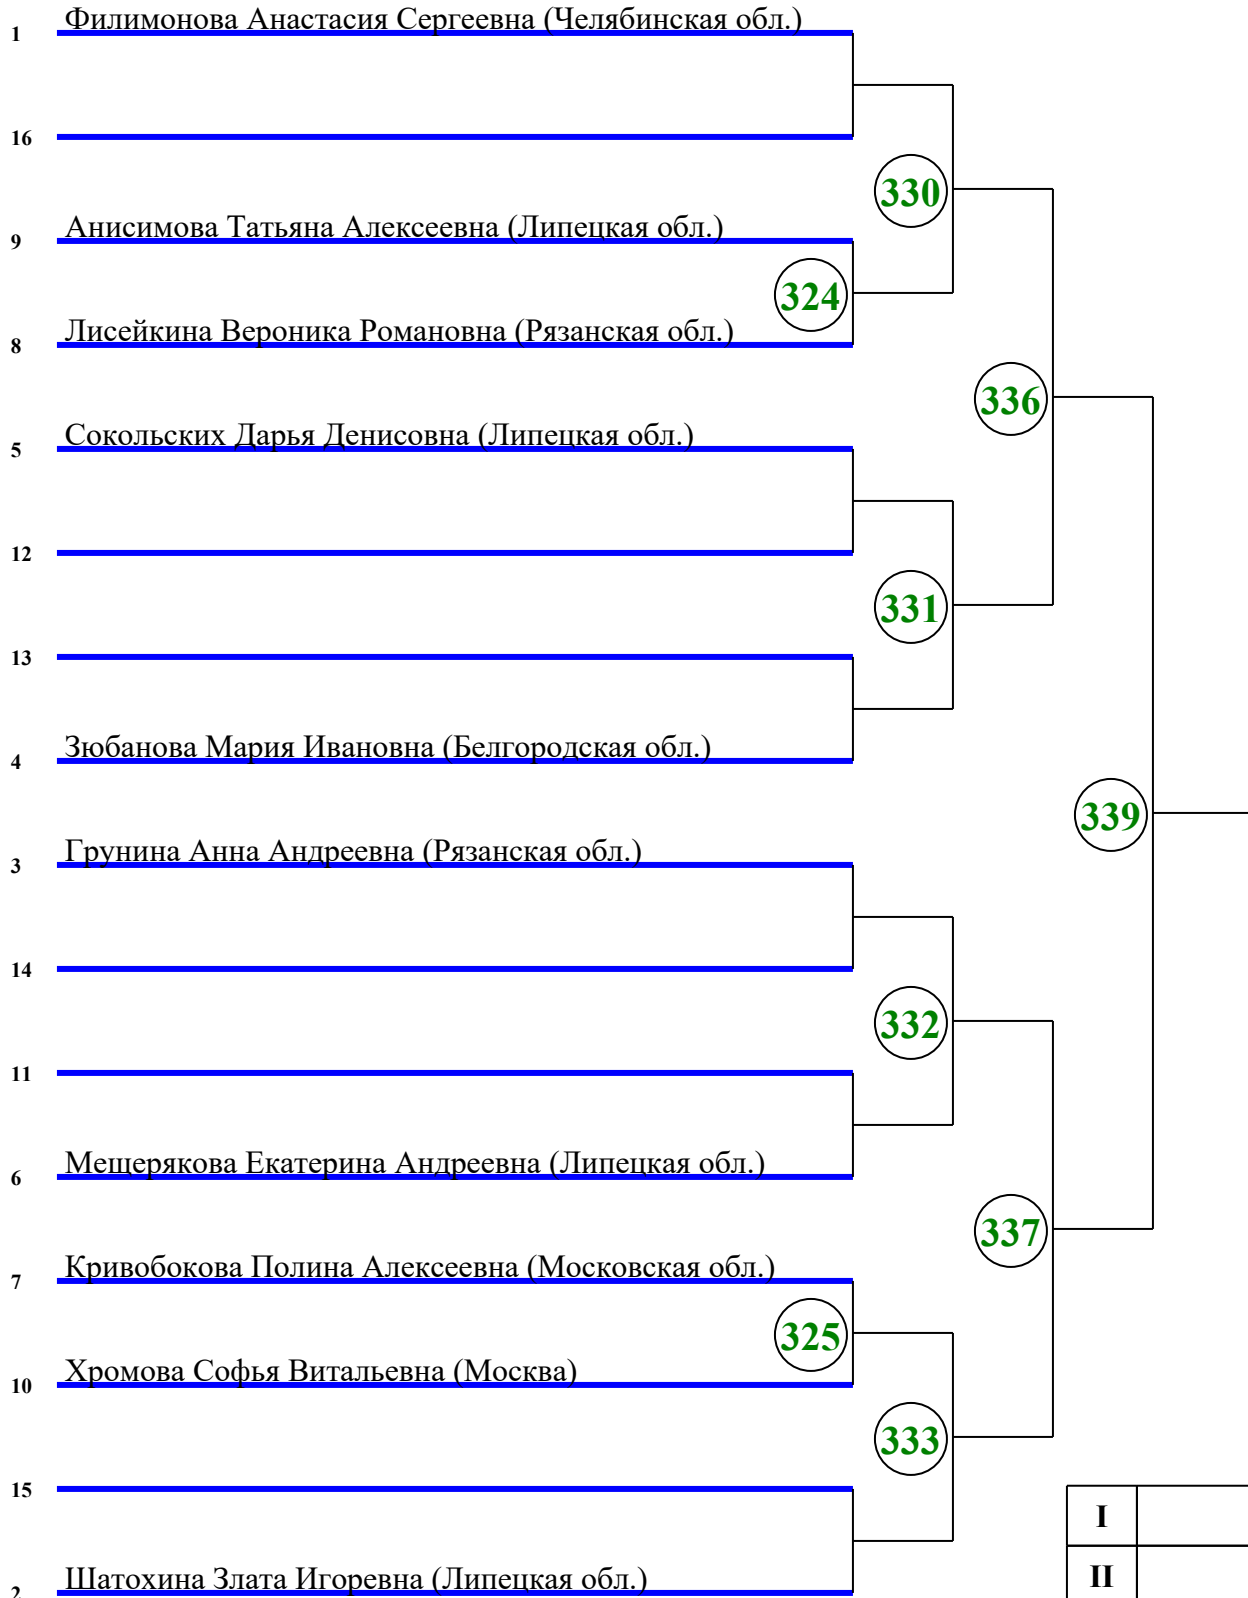 Филимонова Анастасия Сергеевна (Челябинская обл.)
1
16
330
Анисимова Татьяна Алексеевна (Липецкая обл.)
9
324
Лисейкина Вероника Романовна (Рязанская обл.)
8
336
Сокольских Дарья Денисовна (Липецкая обл.)
5
12
331
13
Зюбанова Мария Ивановна (Белгородская обл.)
4
339
Грунина Анна Андреевна (Рязанская обл.)
3
14
332
11
Мещерякова Екатерина Андреевна (Липецкая обл.)
6
337
Кривобокова Полина Алексеевна (Московская обл.)
7
325
Хромова Софья Витальевна (Москва)
10
333
15
I
Шатохина Злата Игоревна (Липецкая обл.)
2
II